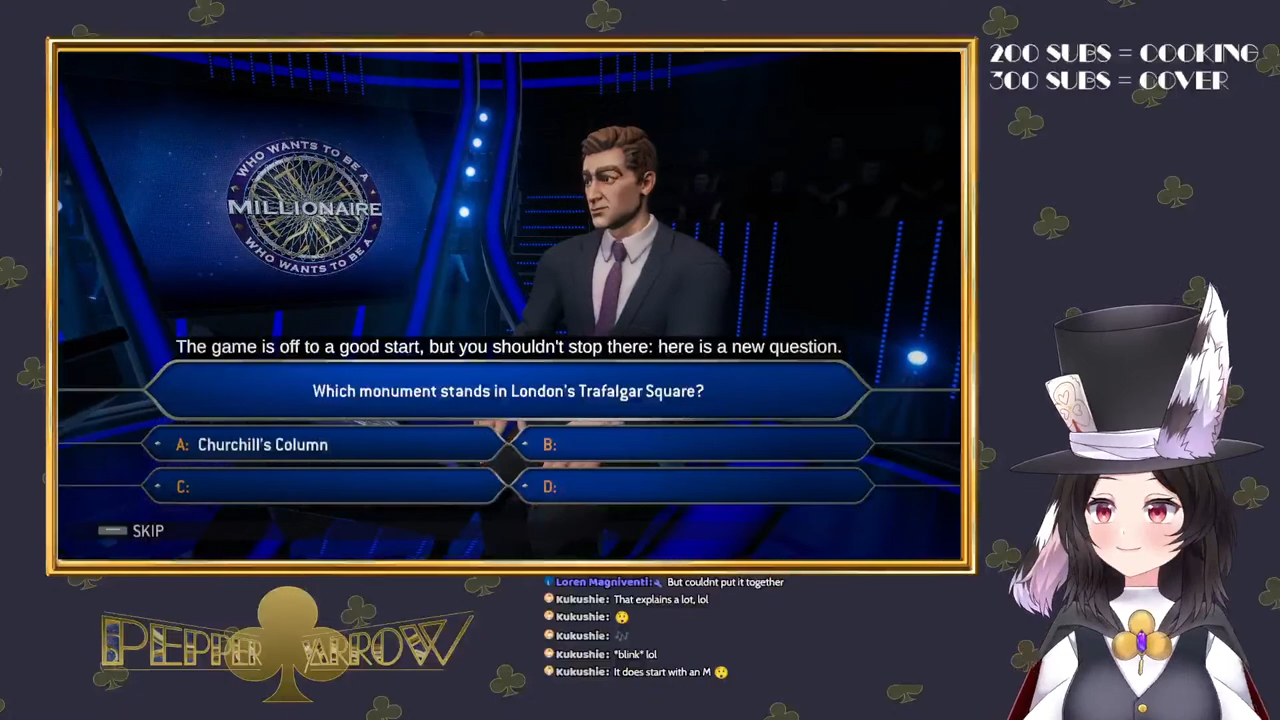 200 SUBS = COOKING
300 SUBS = COVER
WHO WANTS TO BE A
MILLIONAIRE
WHO WANTS TO BE A
The game is off to a good start, but you shouldn't stop there: here is a new question.
Which monument stands in London's Trafalgar Square?
A: Churchill's Column
B:
C:
D:
SKIP
Loren Magniventi: But couldnt put it together
Kukushie: That explains a lot, lol
Kukushie: 😲
Kukushie: 🎶
Kukushie: *blink* lol
Kukushie: It does start with an M 😲
PEPPER YARROW